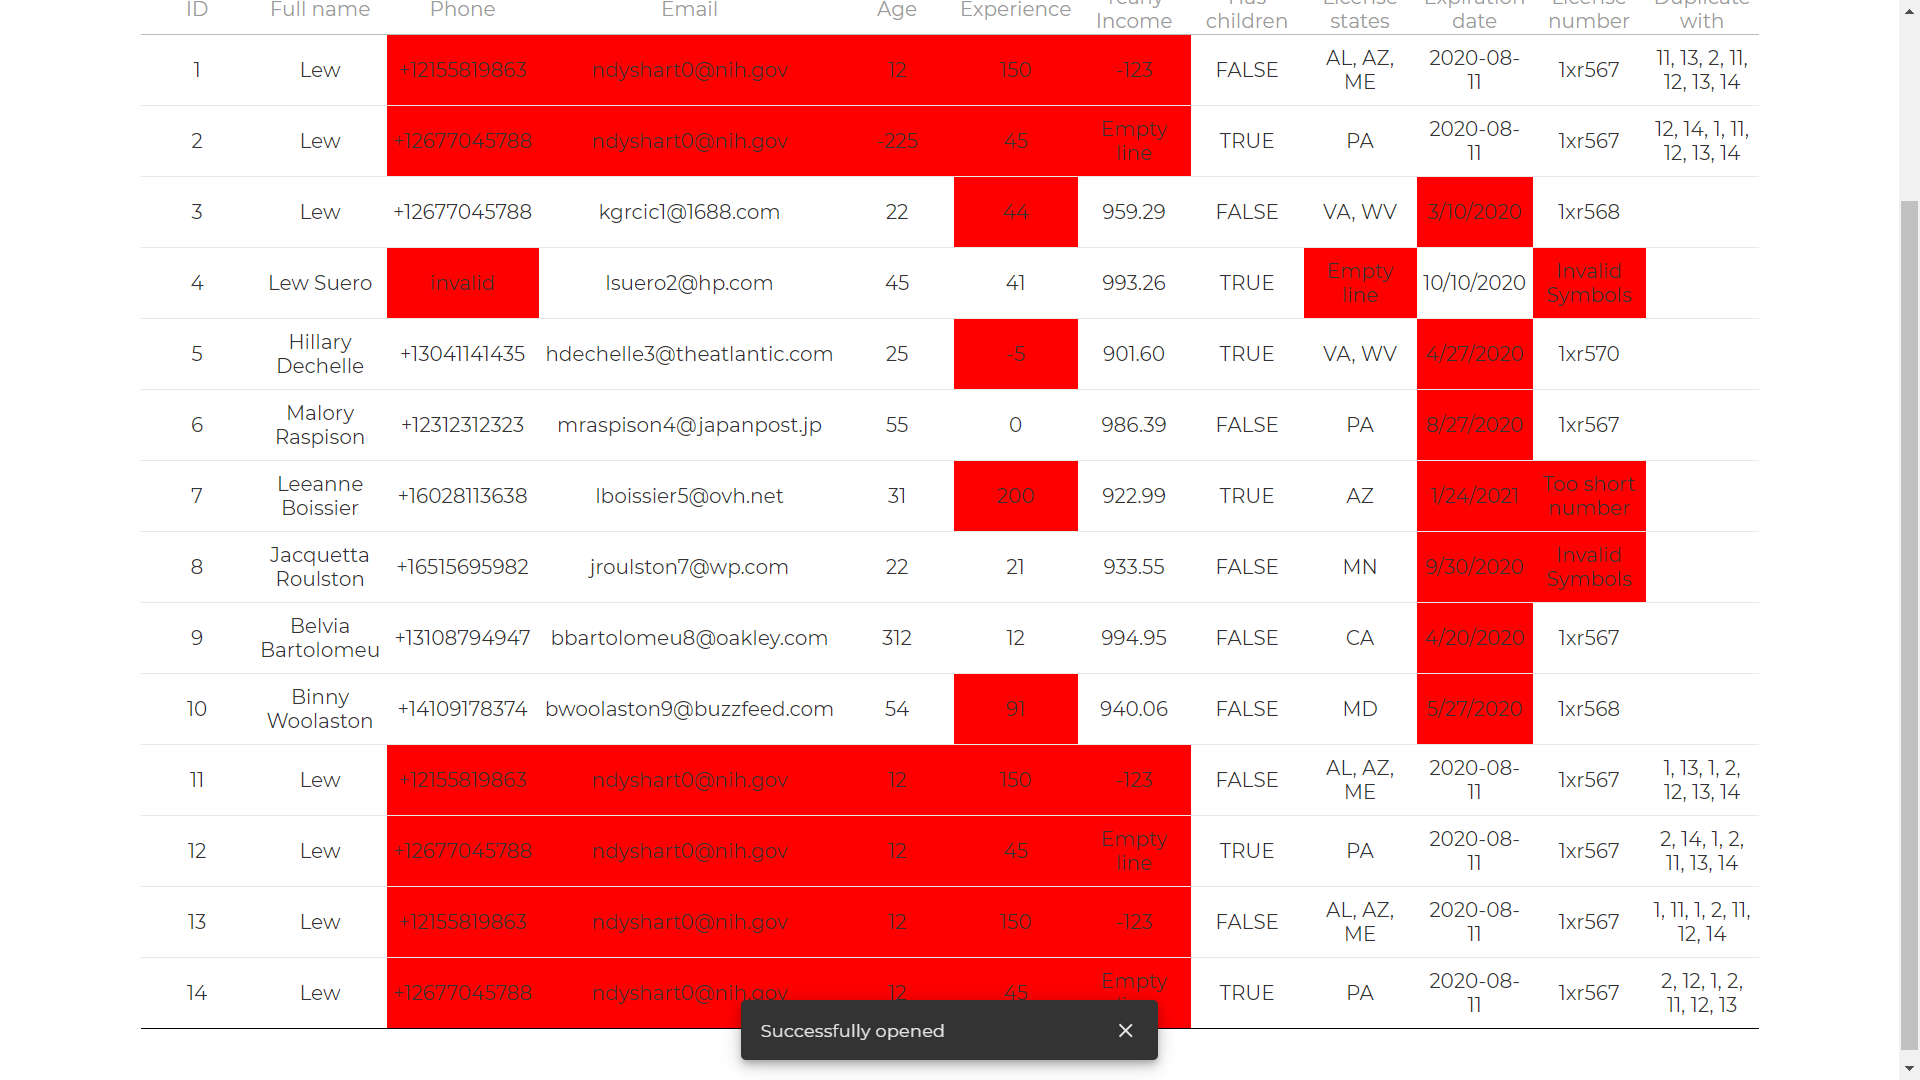 ID Full name Phone Email Age Experience Yearly Income Has children License states Expiration date License number Duplicate with
1 Lew +12155819863 ndyshart0@nih.gov 12 150 -123 FALSE AL, AZ, ME 2020-08-11 1xr567 11, 13, 2, 11, 12, 13, 14
2 Lew +12677045788 ndyshart0@nih.gov -225 45 Empty line TRUE PA 2020-08-11 1xr567 12, 14, 1, 11, 12, 13, 14
3 Lew +12677045788 kgrcic1@1688.com 22 44 959.29 FALSE VA, WV 3/10/2020 1xr568
4 Lew Suero invalid lsuero2@hp.com 45 41 993.26 TRUE Empty line 10/10/2020 Invalid Symbols
5 Hillary Dechelle +13041141435 hdechelle3@theatlantic.com 25 -5 901.60 TRUE VA, WV 4/27/2020 1xr570
6 Malory Raspison +12312312323 mraspison4@japanpost.jp 55 0 986.39 FALSE PA 8/27/2020 1xr567
7 Leeanne Boissier +16028113638 lboissier5@ovh.net 31 200 922.99 TRUE AZ 1/24/2021 Too short number
8 Jacquetta Roulston +16515695982 jroulston7@wp.com 22 21 933.55 FALSE MN 9/30/2020 Invalid Symbols
9 Belvia Bartolomeu +13108794947 bbartolomeu8@oakley.com 312 12 994.95 FALSE CA 4/20/2020 1xr567
10 Binny Woolaston +14109178374 bwoolaston9@buzzfeed.com 54 91 940.06 FALSE MD 5/27/2020 1xr568
11 Lew +12155819863 ndyshart0@nih.gov 12 150 -123 FALSE AL, AZ, ME 2020-08-11 1xr567 1, 13, 1, 2, 12, 13, 14
12 Lew +12677045788 ndyshart0@nih.gov 12 45 Empty line TRUE PA 2020-08-11 1xr567 2, 14, 1, 2, 11, 13, 14
13 Lew +12155819863 ndyshart0@nih.gov 12 150 -123 FALSE AL, AZ, ME 2020-08-11 1xr567 1, 11, 1, 2, 11, 12, 14
14 Lew +12677045788 ndyshart0@nih.gov 12 45 Empty TRUE PA 2020-08-11 1xr567 2, 12, 1, 2, 11, 12, 13
Successfully opened